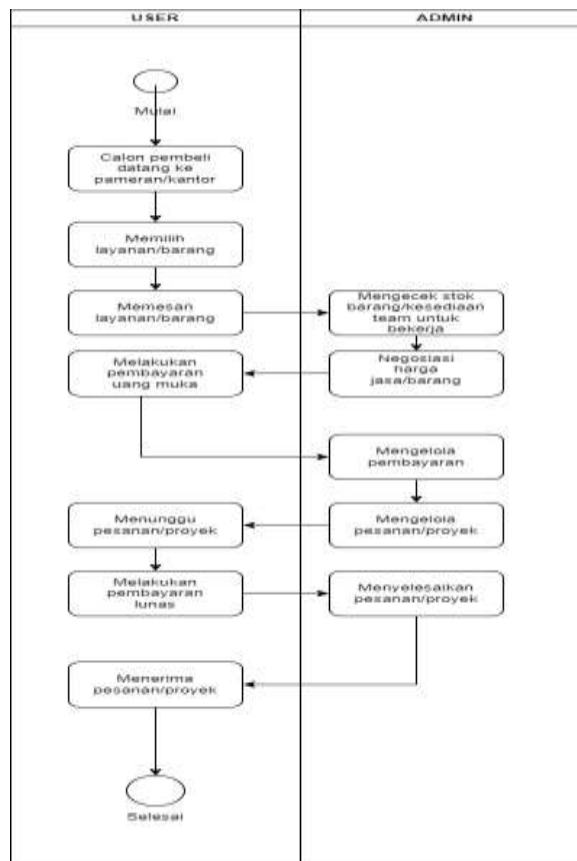 USER
ADMIN
Mulai
Calon pembeli
datang ke
pameran/kantor
Memilih
layanan/barang
Memesan
layanan/barang
Mengecek stok
barang/kesediaan
team untuk
bekerja
Negosiasi
harga
jasa/barang
Melakukan
pembayaran
uang muka
Mengelola
pembayaran
Mengelola
pesanan/proyek
Menunggu
pesanan/proyek
Melakukan
pembayaran
lunas
Menyelesaikan
pesanan/proyek
Menerima
pesanan/proyek
Selesai